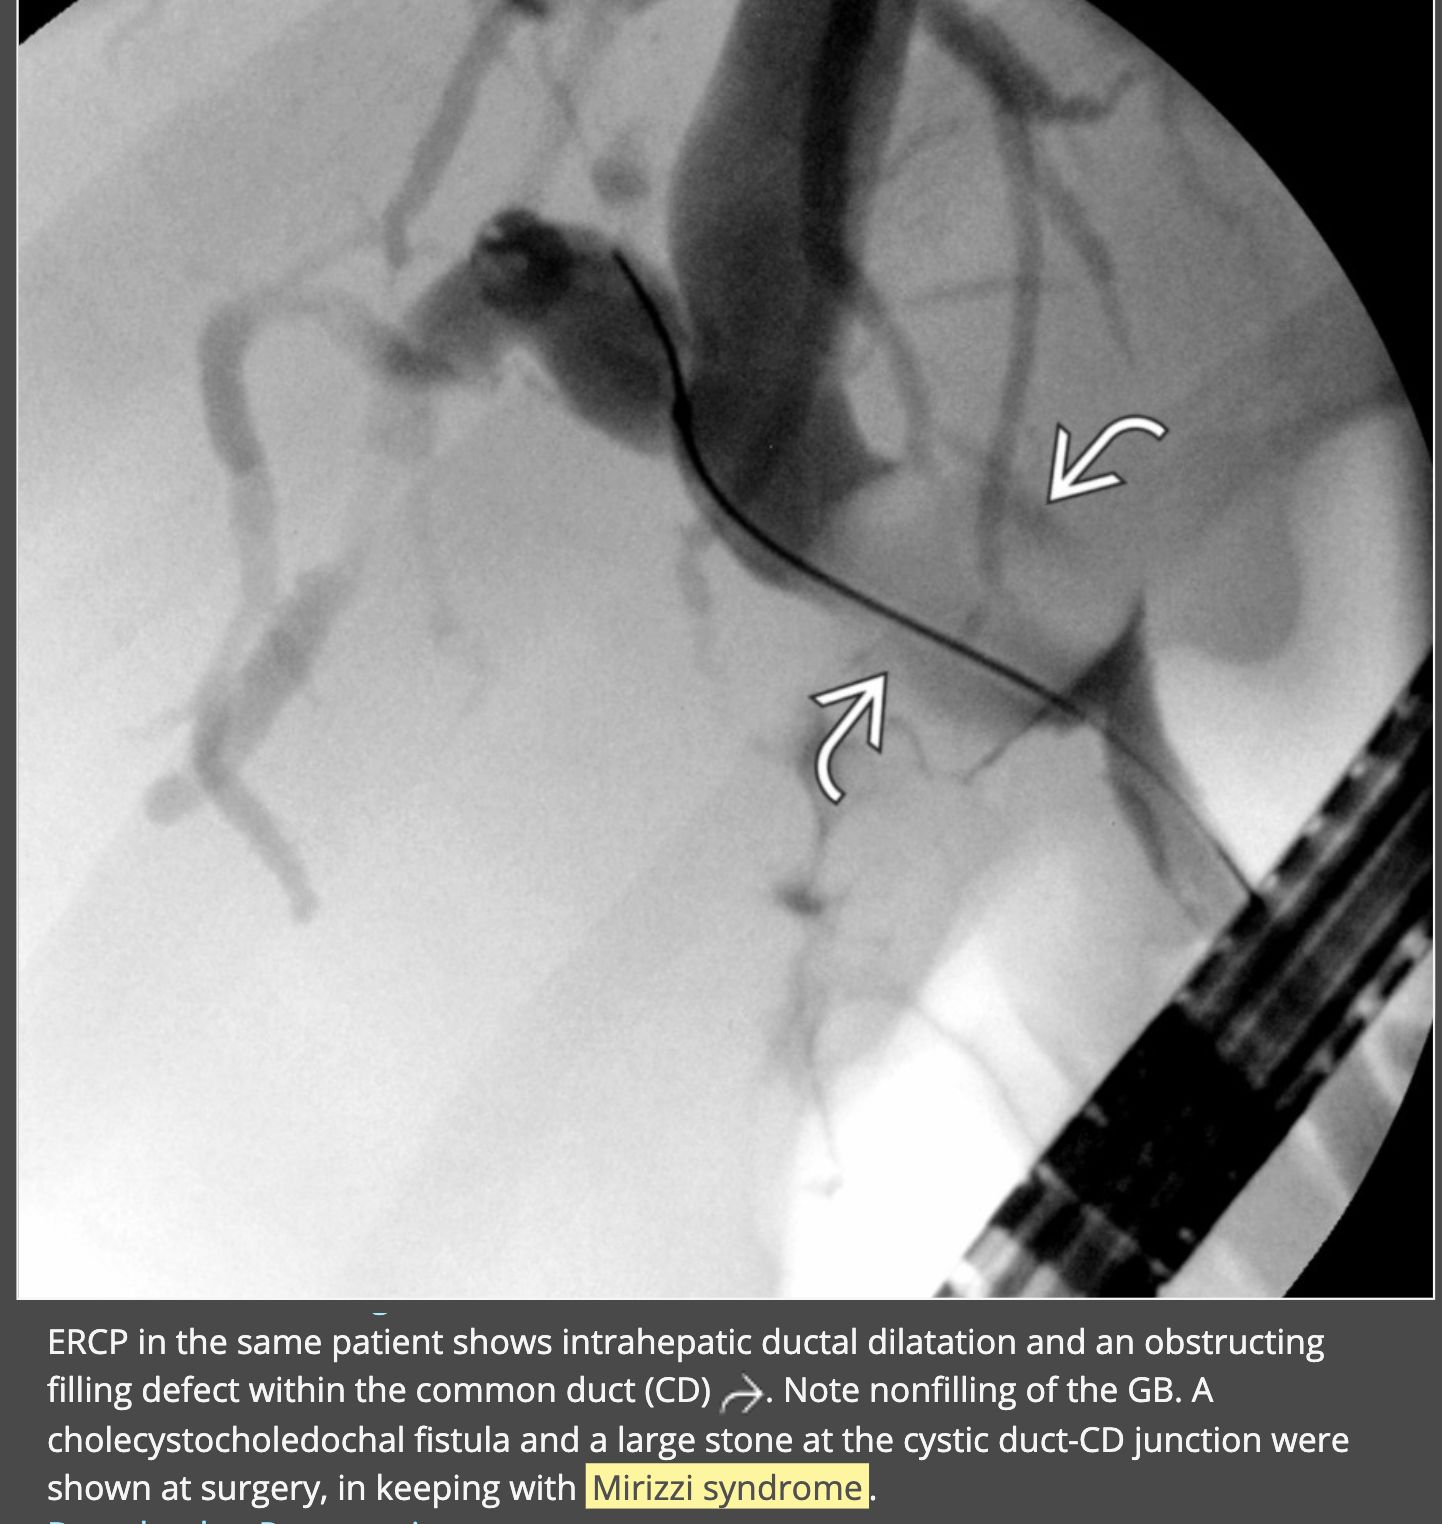 ERCP in the same patient shows intrahepatic ductal dilatation and an obstructing
filling defect within the common duct (CD) . Note nonfilling of the GB. A
cholecystocholedochal fistula and a large stone at the cystic duct-CD junction were
shown at surgery, in keeping with Mirizzi syndrome.